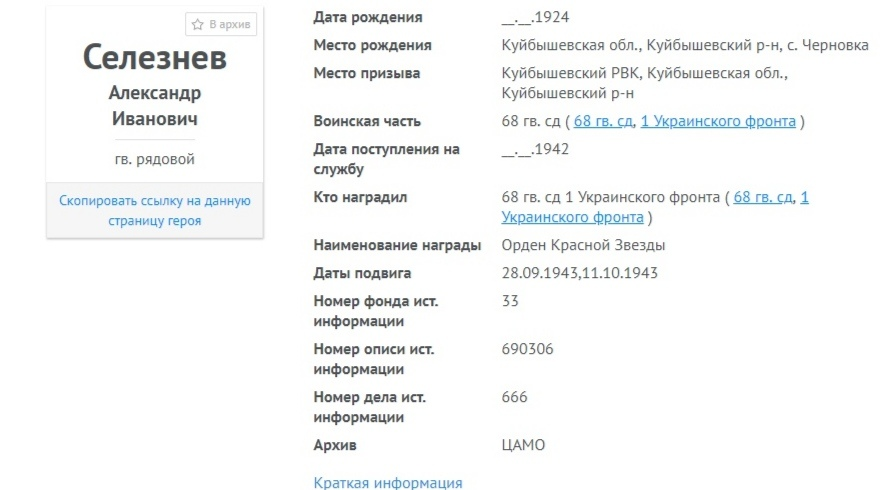 В архив
Селезнев
Александр
Иванович
гв. рядовой
Скопировать ссылку на данную
страницу героя
Дата рождения __.__.1924
Место рождения Куйбышевская обл., Куйбышевский р-н, с. Черновка
Место призыва Куйбышевский РВК, Куйбышевская обл.,
Куйбышевский р-н
Воинская часть 68 гв. сд ( 68 гв. сд, 1 Украинского фронта )
Дата поступления на __.__.1942
службу
Кто наградил 68 гв. сд 1 Украинского фронта ( 68 гв. сд, 1
Украинского фронта )
Наименование награды Орден Красной Звезды
Даты подвига 28.09.1943,11.10.1943
Номер фонда ист. 33
информации
Номер описи ист. 690306
информации
Номер дела ист. 666
информации
Архив ЦАМО
Краткая информация